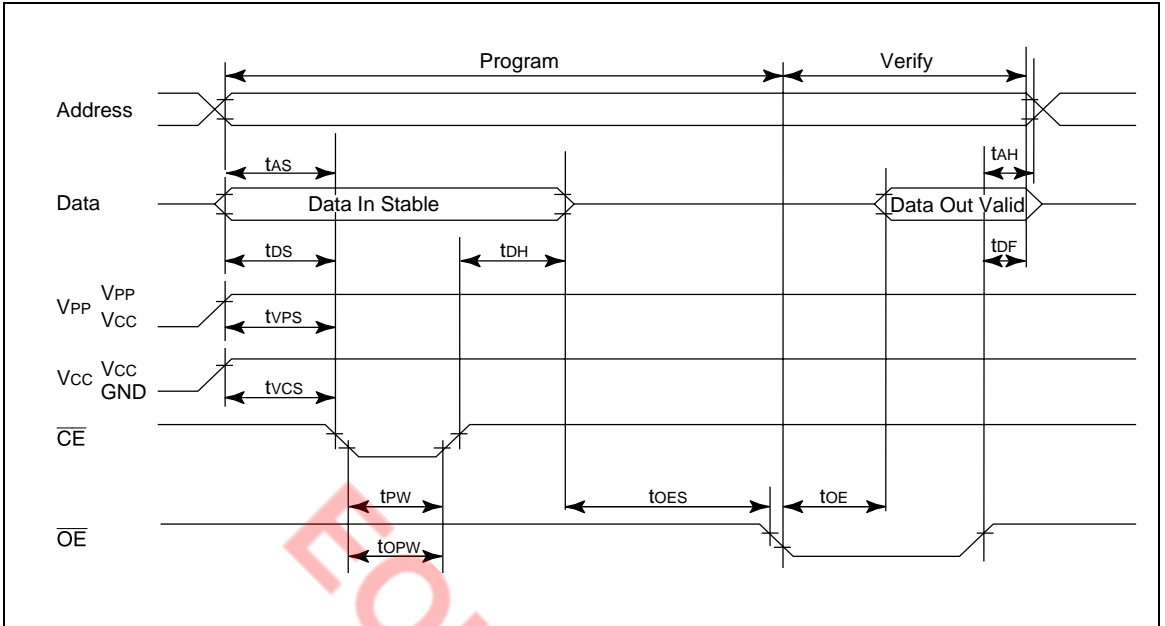 Program Verify
Address
tAS tAH
Data Data In Stable Data Out Valid
tDS tDH tDF
VPP VPP
VCC
tVPS
VCC VCC
GND
tVCS
CE
tPW tOES tOE
OE
tOPW